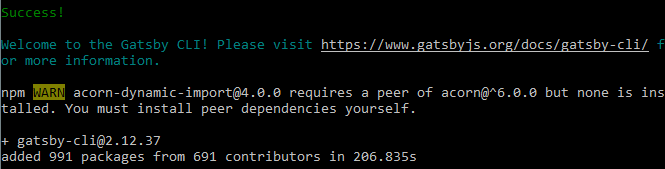 Success!
Welcome to the Gatsby CLI! Please visit https://www.gatsbyjs.org/docs/gatsby-cli/ f
or more information.
npm WARN acorn-dynamic-import@4.0.0 requires a peer of acorn@^6.0.0 but none is ins
talled. You must install peer dependencies yourself.
+ gatsby-cli@2.12.37
added 991 packages from 691 contributors in 206.835s